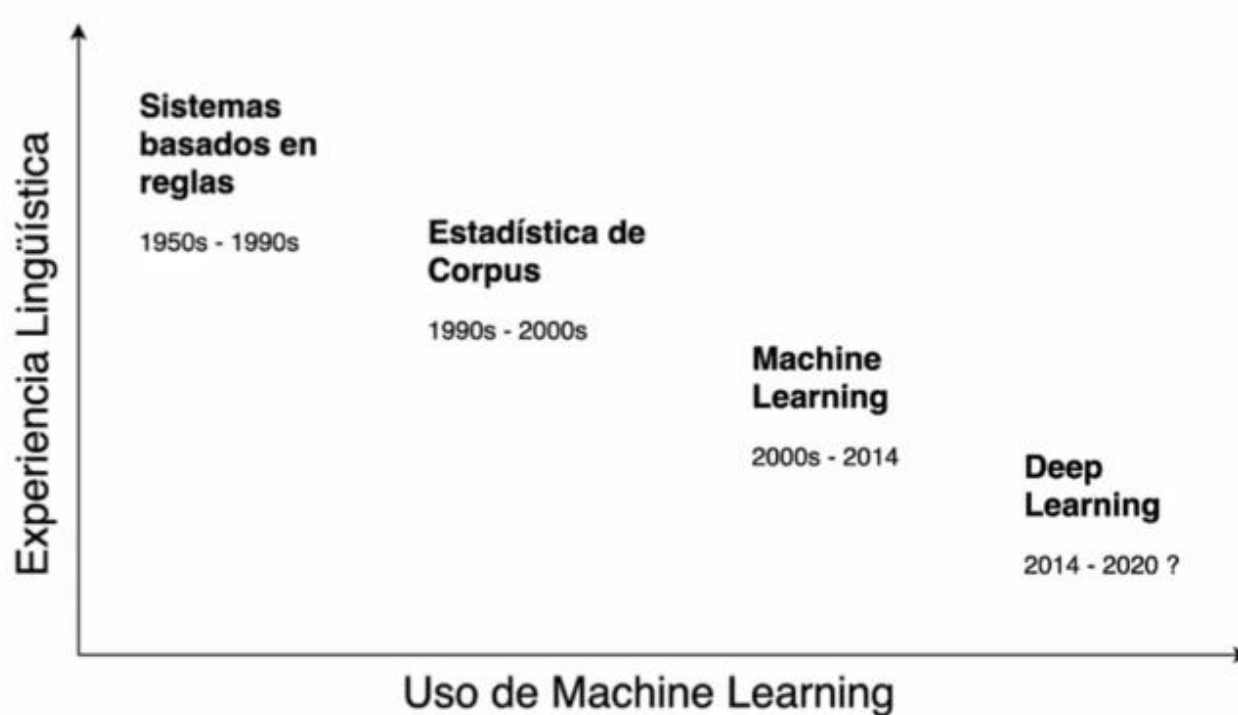 Experiencia Lingüística
Sistemas
basados en
reglas
1950s - 1990s
Estadística de
Corpus
1990s - 2000s
Machine
Learning
2000s - 2014
Deep
Learning
2014 - 2020 ?
Uso de Machine Learning